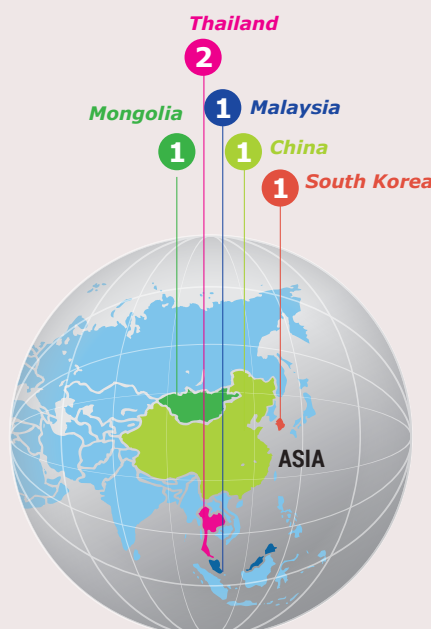 Thailand
2
Mongolia
1
1
Malaysia
1
China
1
South Korea
ASIA